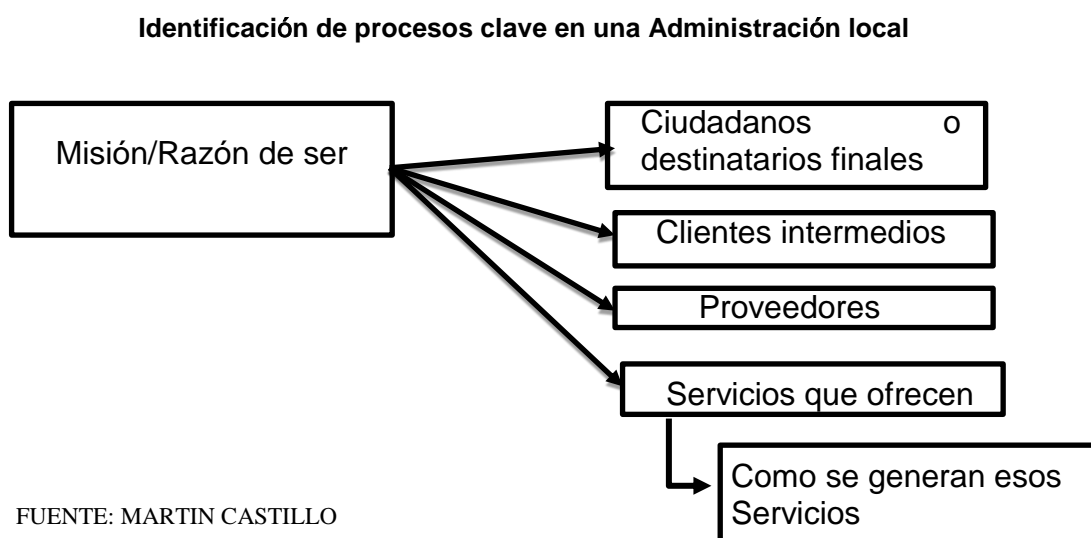 Identificación de procesos clave en una Administración local
Misión/Razón de ser
Ciudadanos o
destinatarios finales
Clientes intermedios
Proveedores
Servicios que ofrecen
Como se generan esos
Servicios
FUENTE: MARTIN CASTILLO